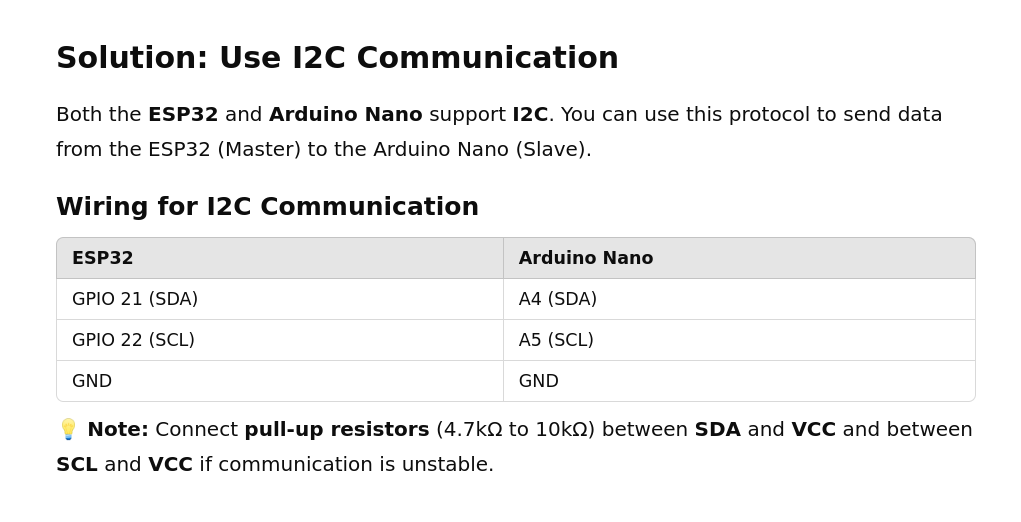 Solution: Use I2C Communication
Both the ESP32 and Arduino Nano support I2C. You can use this protocol to send data
from the ESP32 (Master) to the Arduino Nano (Slave).
Wiring for I2C Communication
ESP32 Arduino Nano
GPIO 21 (SDA) A4 (SDA)
GPIO 22 (SCL) A5 (SCL)
GND GND
💡 Note: Connect pull-up resistors (4.7kΩ to 10kΩ) between SDA and VCC and between
SCL and VCC if communication is unstable.